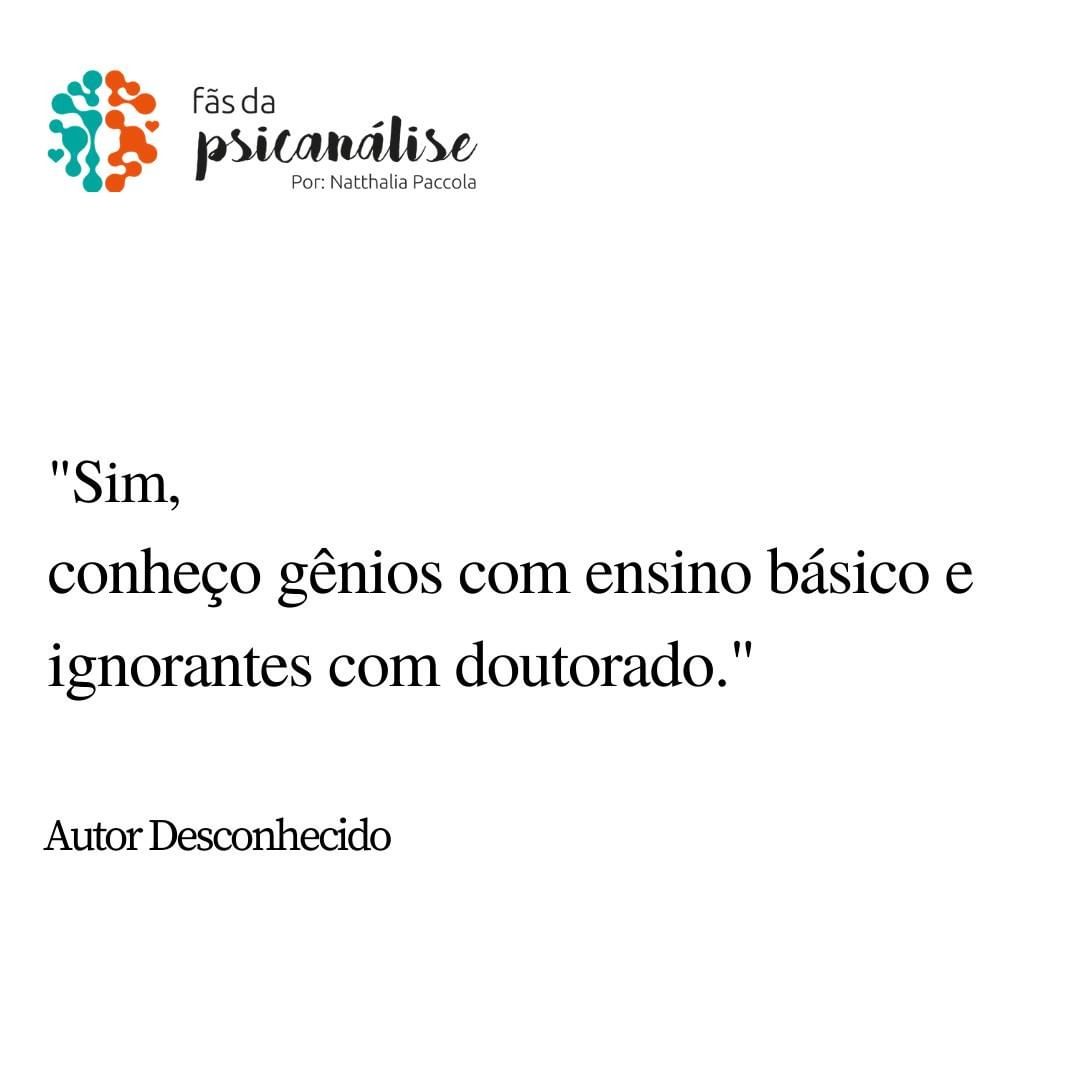 fãs da
psicanálise
Por: Natthalia Paccola
"Sim,
conheço gênios com ensino básico e
ignorantes com doutorado."
Autor Desconhecido